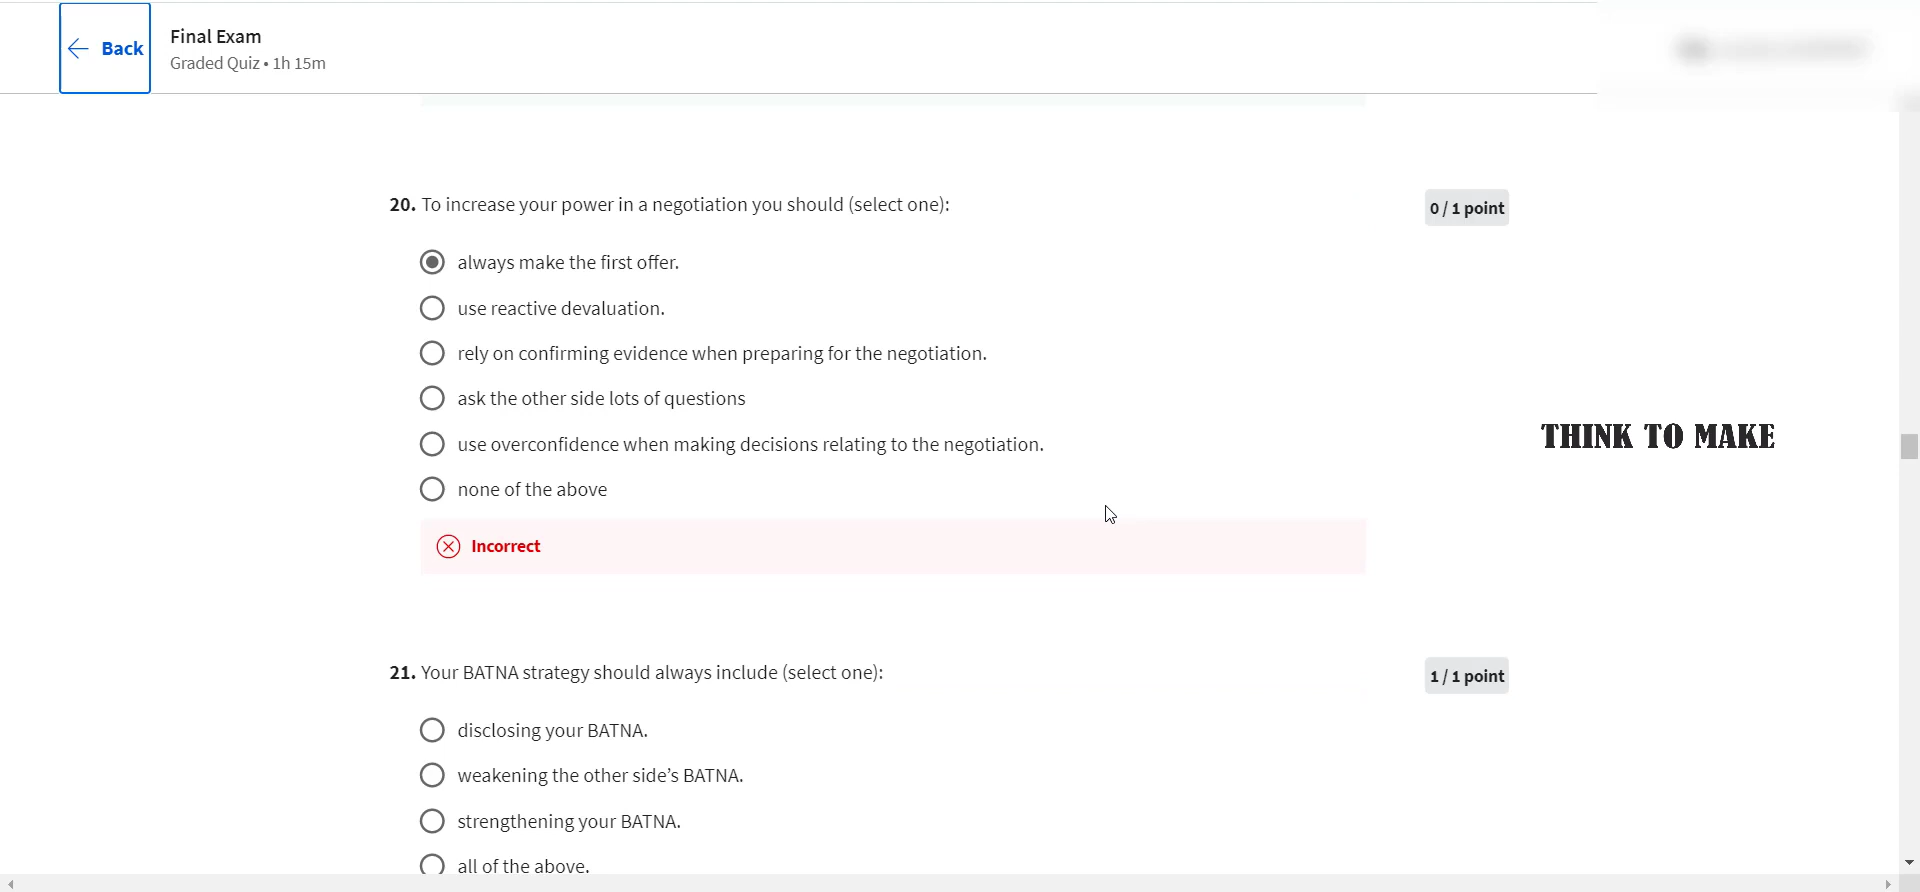 Back
Final Exam
Graded Quiz • 1h 15m
20. To increase your power in a negotiation you should (select one):
0 / 1 point
always make the first offer.
use reactive devaluation.
rely on confirming evidence when preparing for the negotiation.
ask the other side lots of questions
THINK TO MAKE
use overconfidence when making decisions relating to the negotiation.
none of the above
Incorrect
21. Your BATNA strategy should always include (select one):
1 / 1 point
disclosing your BATNA.
weakening the other side’s BATNA.
strengthening your BATNA.
all of the above.